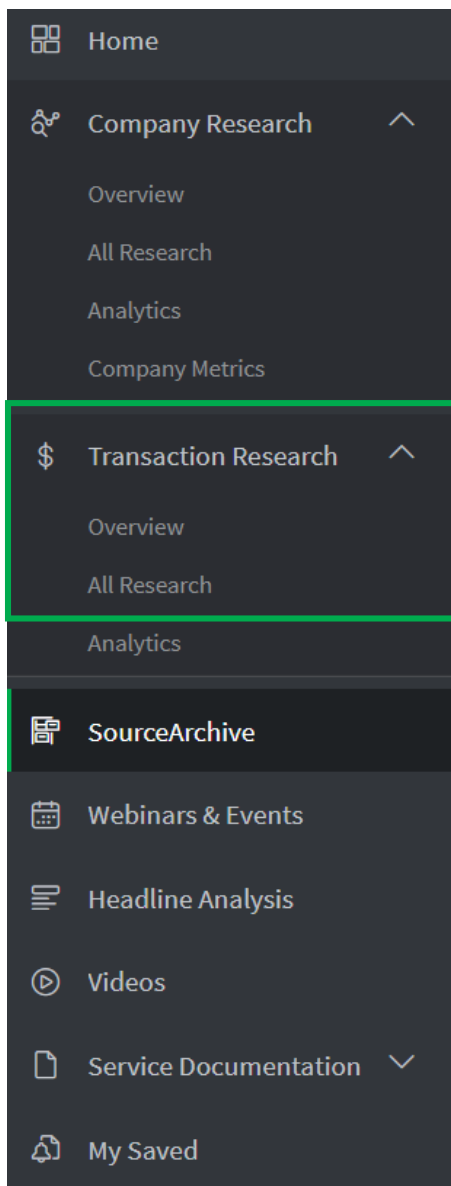 Home
Company Research
Overview
All Research
Analytics
Company Metrics
$ Transaction Research
Overview
All Research
Analytics
SourceArchive
Webinars & Events
Headline Analysis
Videos
Service Documentation
My Saved